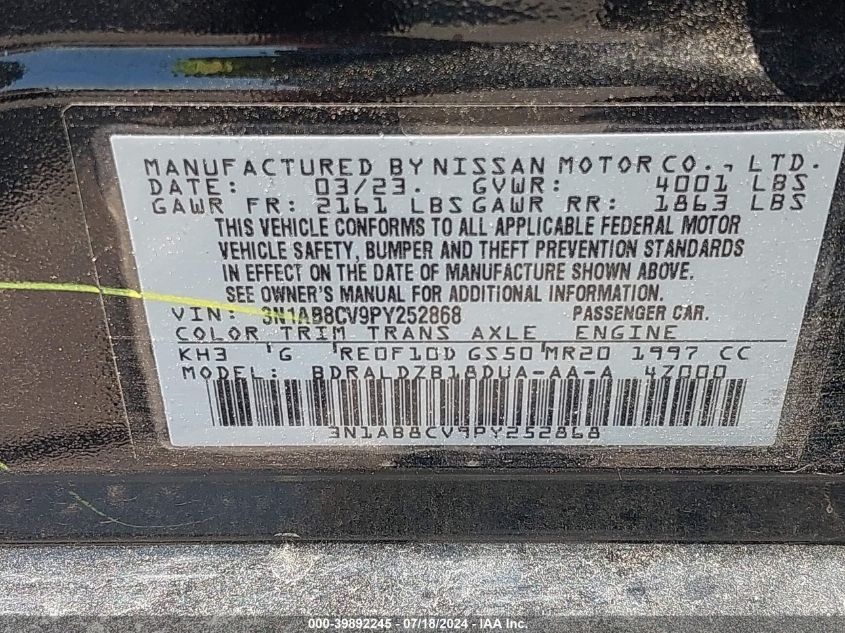 MANUFACTURED BY NISSAN MOTOR CO., LTD.
DATE: 03/23. GVWR: 4001 LBS
GAWR FR: 2161 LBS GAWR RR: 1863 LBS
THIS VEHICLE CONFORMS TO ALL APPLICABLE FEDERAL MOTOR
VEHICLE SAFETY, BUMPER AND THEFT PREVENTION STANDARDS
IN EFFECT ON THE DATE OF MANUFACTURE SHOWN ABOVE.
SEE OWNER'S MANUAL FOR ADDITIONAL INFORMATION.
VIN: 3N1AB8CV9PY252868 PASSENGER CAR.
COLOR TRIM TRANS AXLE ENGINE
KH3 'G 'RE0F10D GS50 'MR20 1997 CC
MODEL: BDRALDZB18DUA-AA-A 4Z000
3N1AB8CV9PY252868
000-39892245 - 07/18/2024 - IAA, Inc.